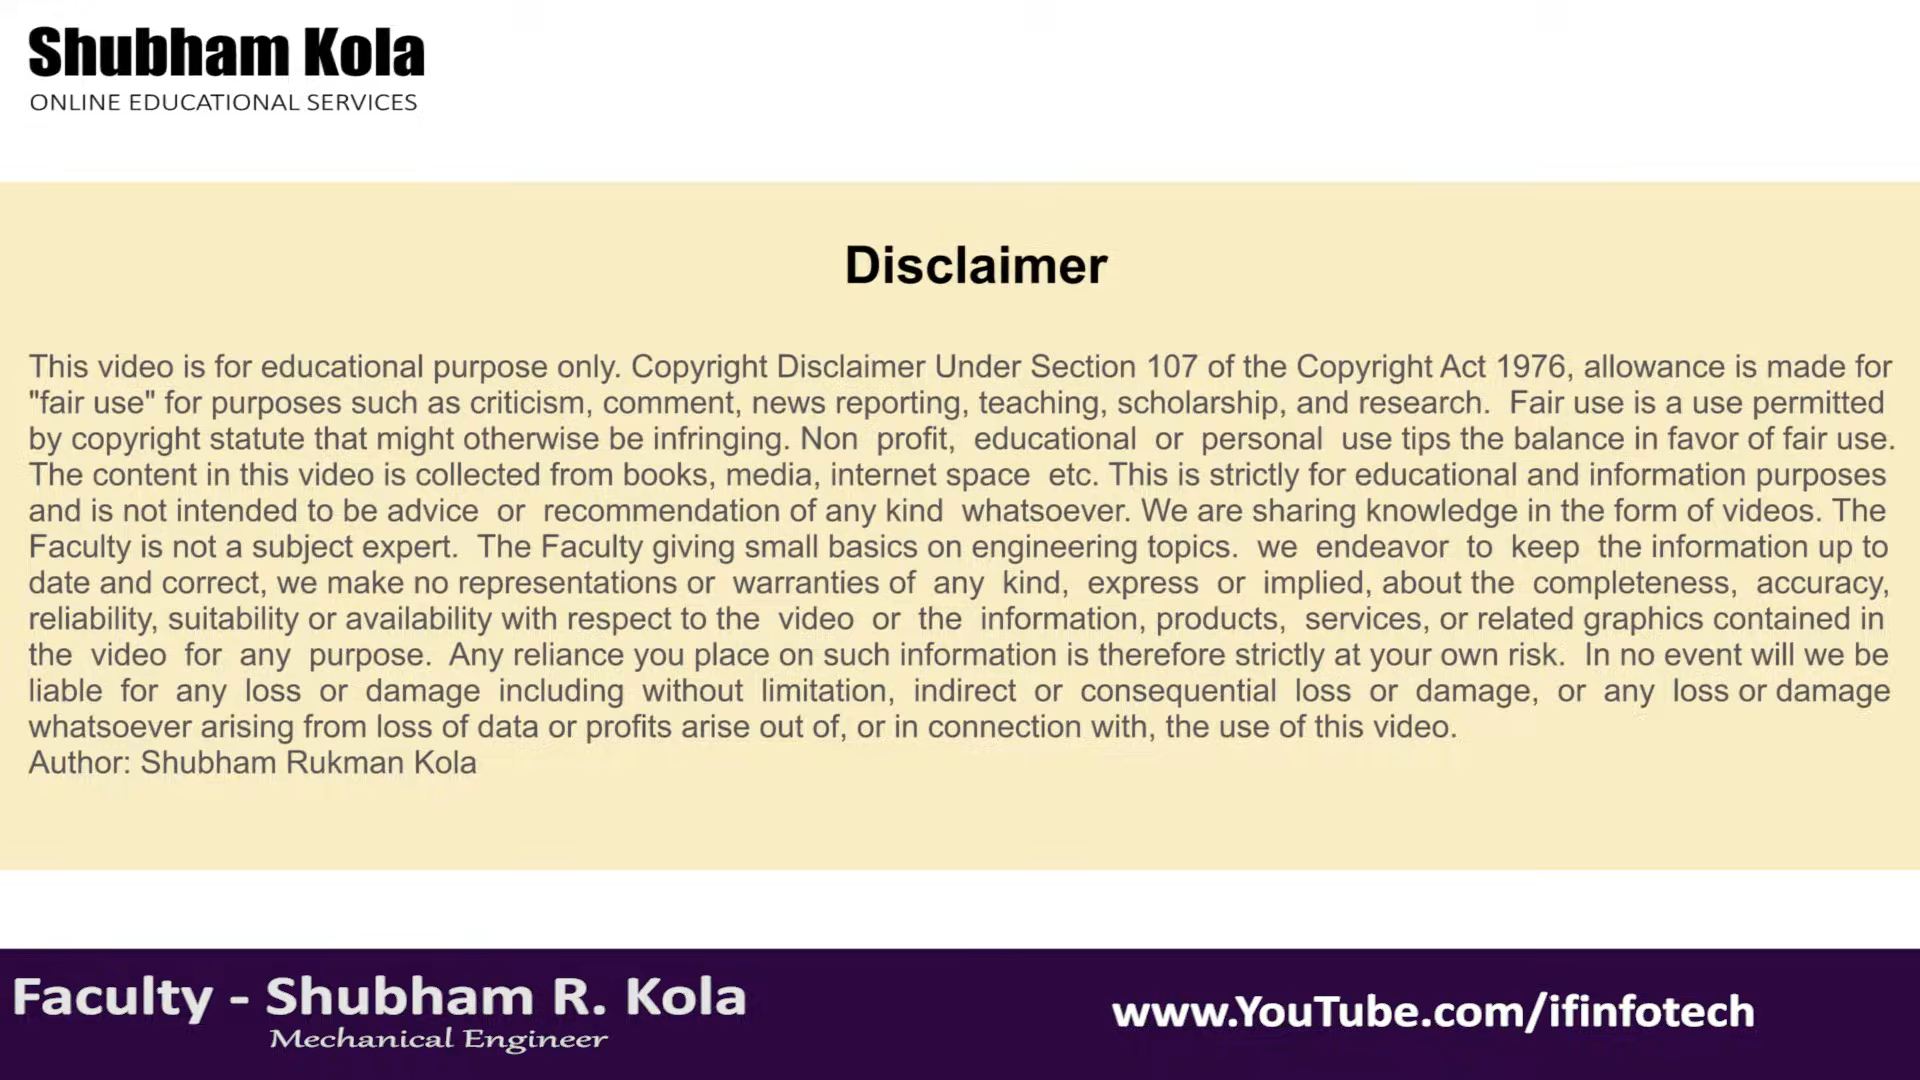 Shubham Kola
ONLINE EDUCATIONAL SERVICES
Disclaimer
This video is for educational purpose only. Copyright Disclaimer Under Section 107 of the Copyright Act 1976, allowance is made for
"fair use" for purposes such as criticism, comment, news reporting, teaching, scholarship, and research. Fair use is a use permitted
by copyright statute that might otherwise be infringing. Non profit, educational or personal use tips the balance in favor of fair use.
The content in this video is collected from books, media, internet space etc. This is strictly for educational and information purposes
and is not intended to be advice or recommendation of any kind whatsoever. We are sharing knowledge in the form of videos. The
Faculty is not a subject expert. The Faculty giving small basics on engineering topics. we endeavor to keep the information up to
date and correct, we make no representations or warranties of any kind, express or implied, about the completeness, accuracy,
reliability, suitability or availability with respect to the video or the information, products, services, or related graphics contained in
the video for any purpose. Any reliance you place on such information is therefore strictly at your own risk. In no event will we be
liable for any loss or damage including without limitation, indirect or consequential loss or damage, or any loss or damage
whatsoever arising from loss of data or profits arise out of, or in connection with, the use of this video.
Author: Shubham Rukman Kola
Faculty - Shubham R. Kola
Mechanical Engineer
www.YouTube.com/ifinfotech